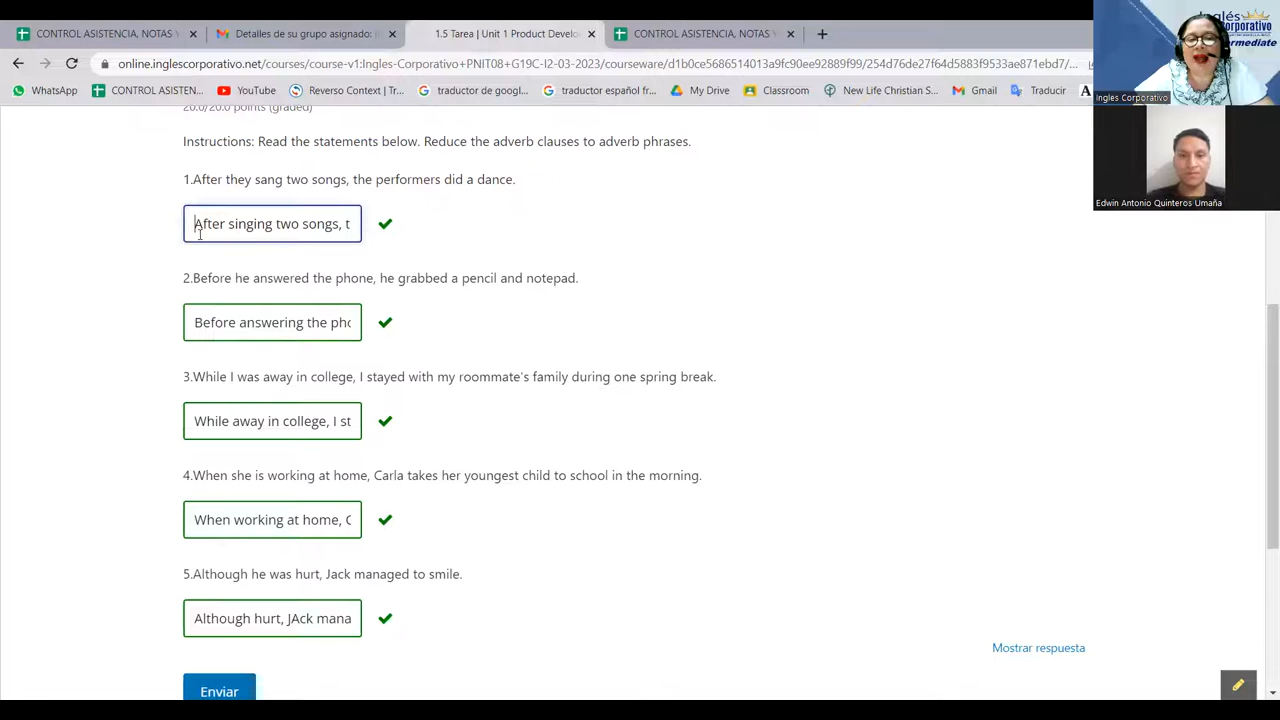 CONTROL ASISTENCIA, NOTAS
Detalles de su grupo asignado:
1.5 Tarea | Unit 1 Product Develo
CONTROL ASISTENCIA, NOTAS
online.inglescorporativo.net/courses/course-v1:Ingles-Corporativo+PNIT08+G19C-I2-03-2023/courseware/d1b0ce5686514013a9fc90ee92889f99/254d76de27f64d5883f9533ae871ebd7/...
WhatsApp
CONTROL ASISTEN...
YouTube
Reverso Context | Tr...
traductor de googl...
traductor español fr...
My Drive
Classroom
New Life Christian S...
Gmail
Traducir
Inglés
Corporativo
Intermediate
Ingles Corporativo
Edwin Antonio Quinteros Umaña
20.0/20.0 points (graded)
Instructions: Read the statements below. Reduce the adverb clauses to adverb phrases.
1.After they sang two songs, the performers did a dance.
After singing two songs, t
2.Before he answered the phone, he grabbed a pencil and notepad.
Before answering the pho
3.While I was away in college, I stayed with my roommate's family during one spring break.
While away in college, I st
4.When she is working at home, Carla takes her youngest child to school in the morning.
When working at home, C
5.Although he was hurt, Jack managed to smile.
Although hurt, JAck mana
Mostrar respuesta
Enviar